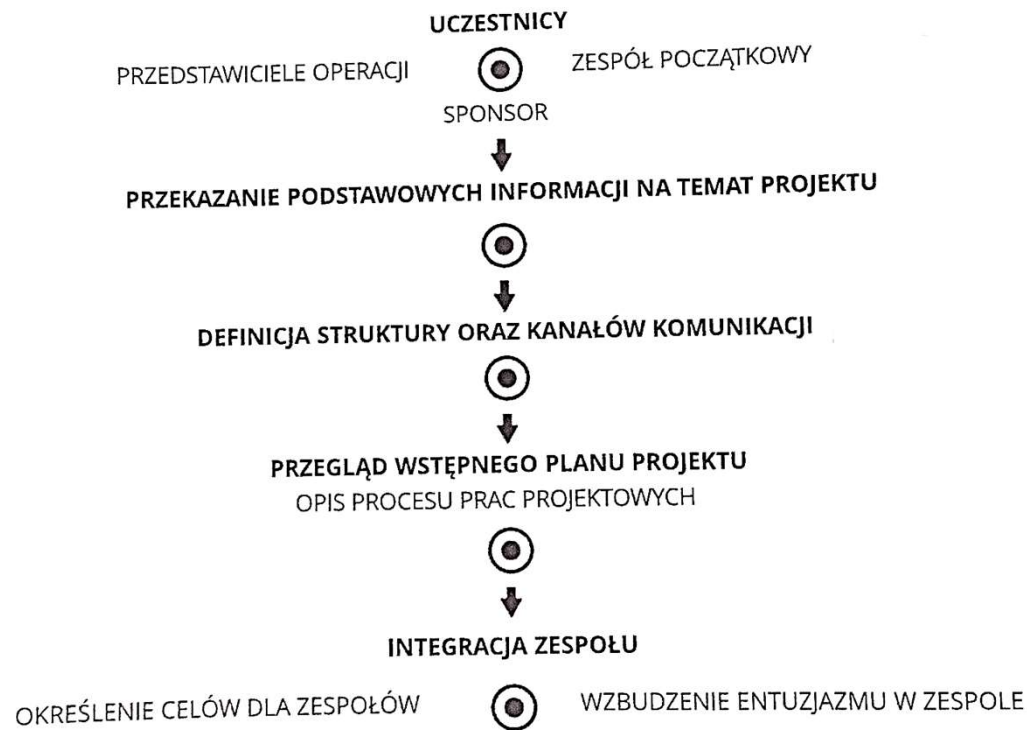 UCZESTNICY
PRZEDSTAWICIELE OPERACJI
ZESPÓŁ POCZĄTKOWY
SPONSOR
PRZEKAZANIE PODSTAWOWYCH INFORMACJI NA TEMAT PROJEKTU
DEFINICJA STRUKTURY ORAZ KANAŁÓW KOMUNIKACJI
PRZEGLĄD WSTĘPNEGO PLANU PROJEKTU
OPIS PROCESU PRAC PROJEKTOWYCH
INTEGRACJA ZESPOŁU
OKREŚLENIE CELÓW DLA ZESPOŁÓW
WZBUDZENIE ENTUZJAZMU W ZESPOLE